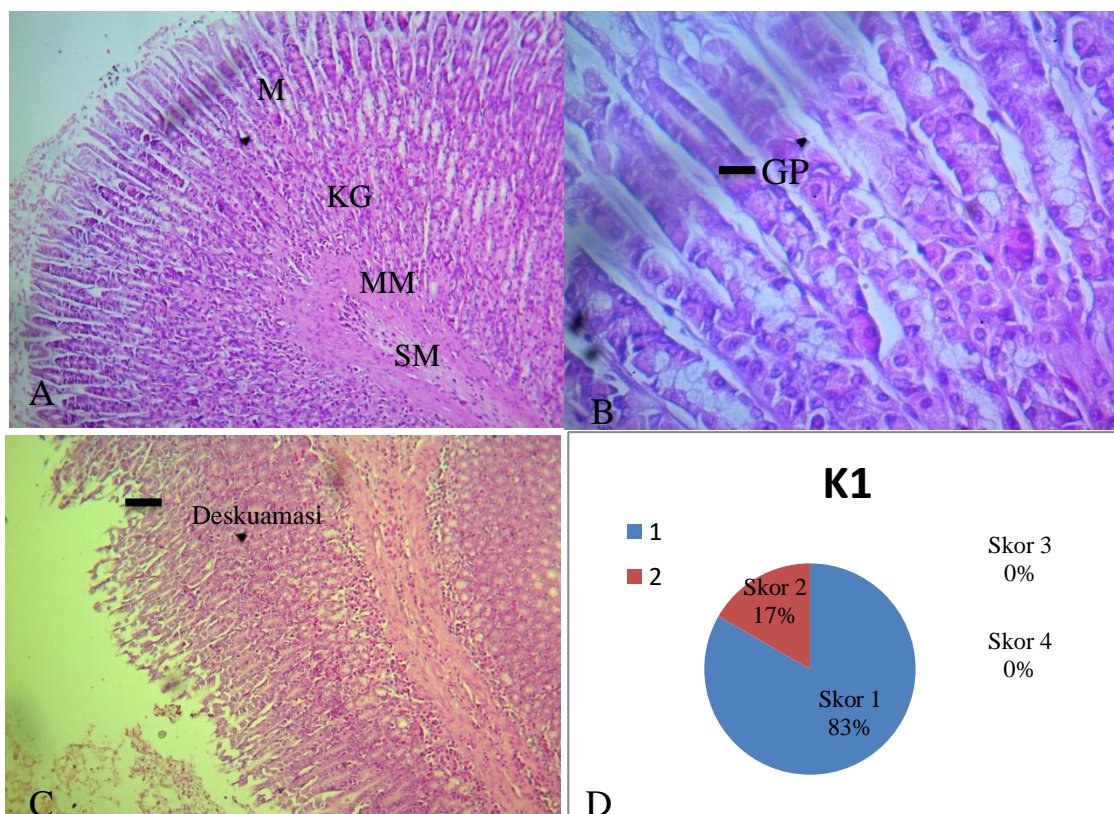 M
KG
MM
SM
A
GP
B
Deskuamasi
C
K1
1
2
Skor 2
17%
Skor 1
83%
Skor 3
0%
Skor 4
0%
D